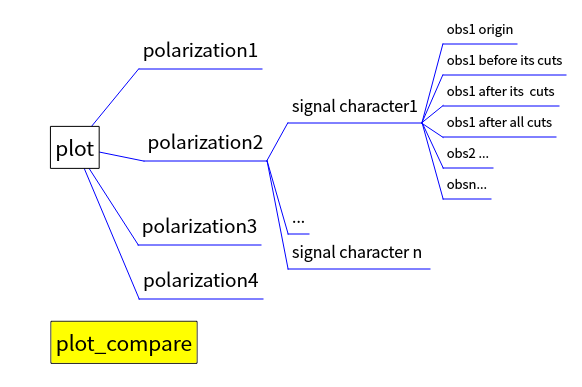 plot
polarization1
polarization2
signal character1
obs1 origin
obs1 before its cuts
obs1 after its  cuts
obs1 after all cuts
obs2 ...
obsn...
...
signal character n
polarization3
polarization4
plot_compare